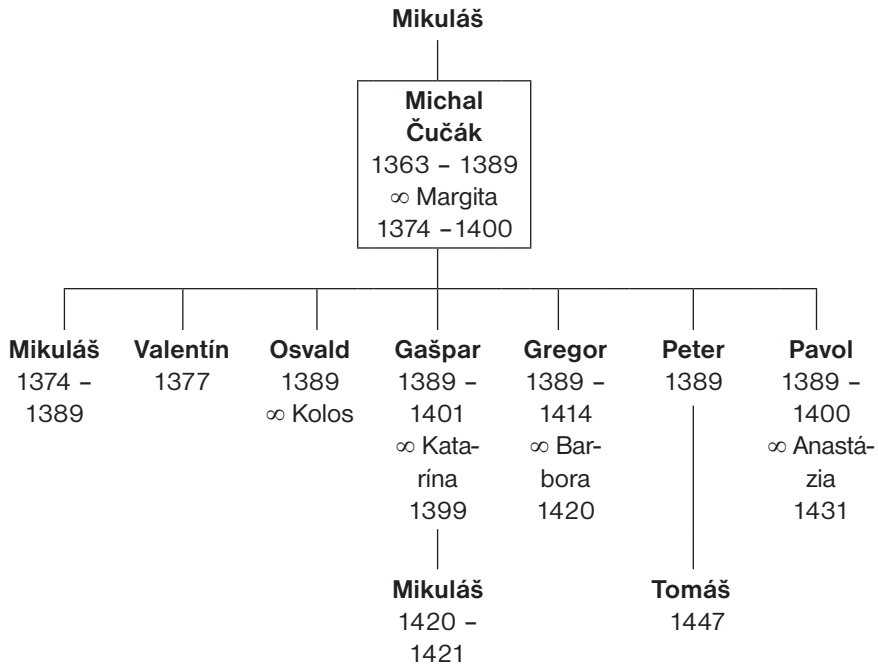 Mikuláš
Michal
Čučák
1363 – 1389
∞ Margita
1374 –1400
Mikuláš
1374 –
1389
Valentín
1377
Osvald
1389
∞ Kolos
Gašpar
1389 –
1401
∞ Kata-
rína
1399
Gregor
1389 –
1414
∞ Bar-
bora
1420
Peter
1389
Pavol
1389 –
1400
∞ Anastá-
zia
1431
Mikuláš
1420 –
1421
Tomáš
1447